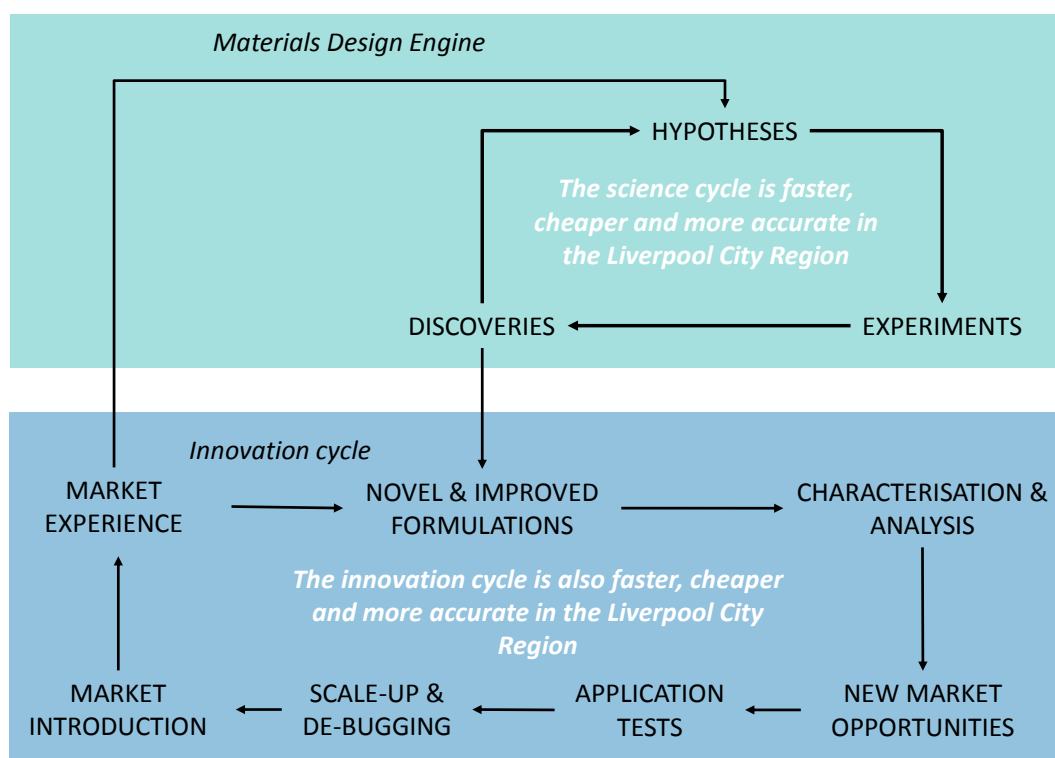 Materials Design Engine
HYPOTHESES
The science cycle is faster,
cheaper and more accurate in
the Liverpool City Region
DISCOVERIES
EXPERIMENTS
Innovation cycle
MARKET
EXPERIENCE
NOVEL & IMPROVED
FORMULATIONS
CHARACTERISATION &
ANALYSIS
The innovation cycle is also faster, cheaper
and more accurate in the Liverpool City
Region
MARKET
INTRODUCTION
SCALE-UP &
DE-BUGGING
APPLICATION
TESTS
NEW MARKET
OPPORTUNITIES